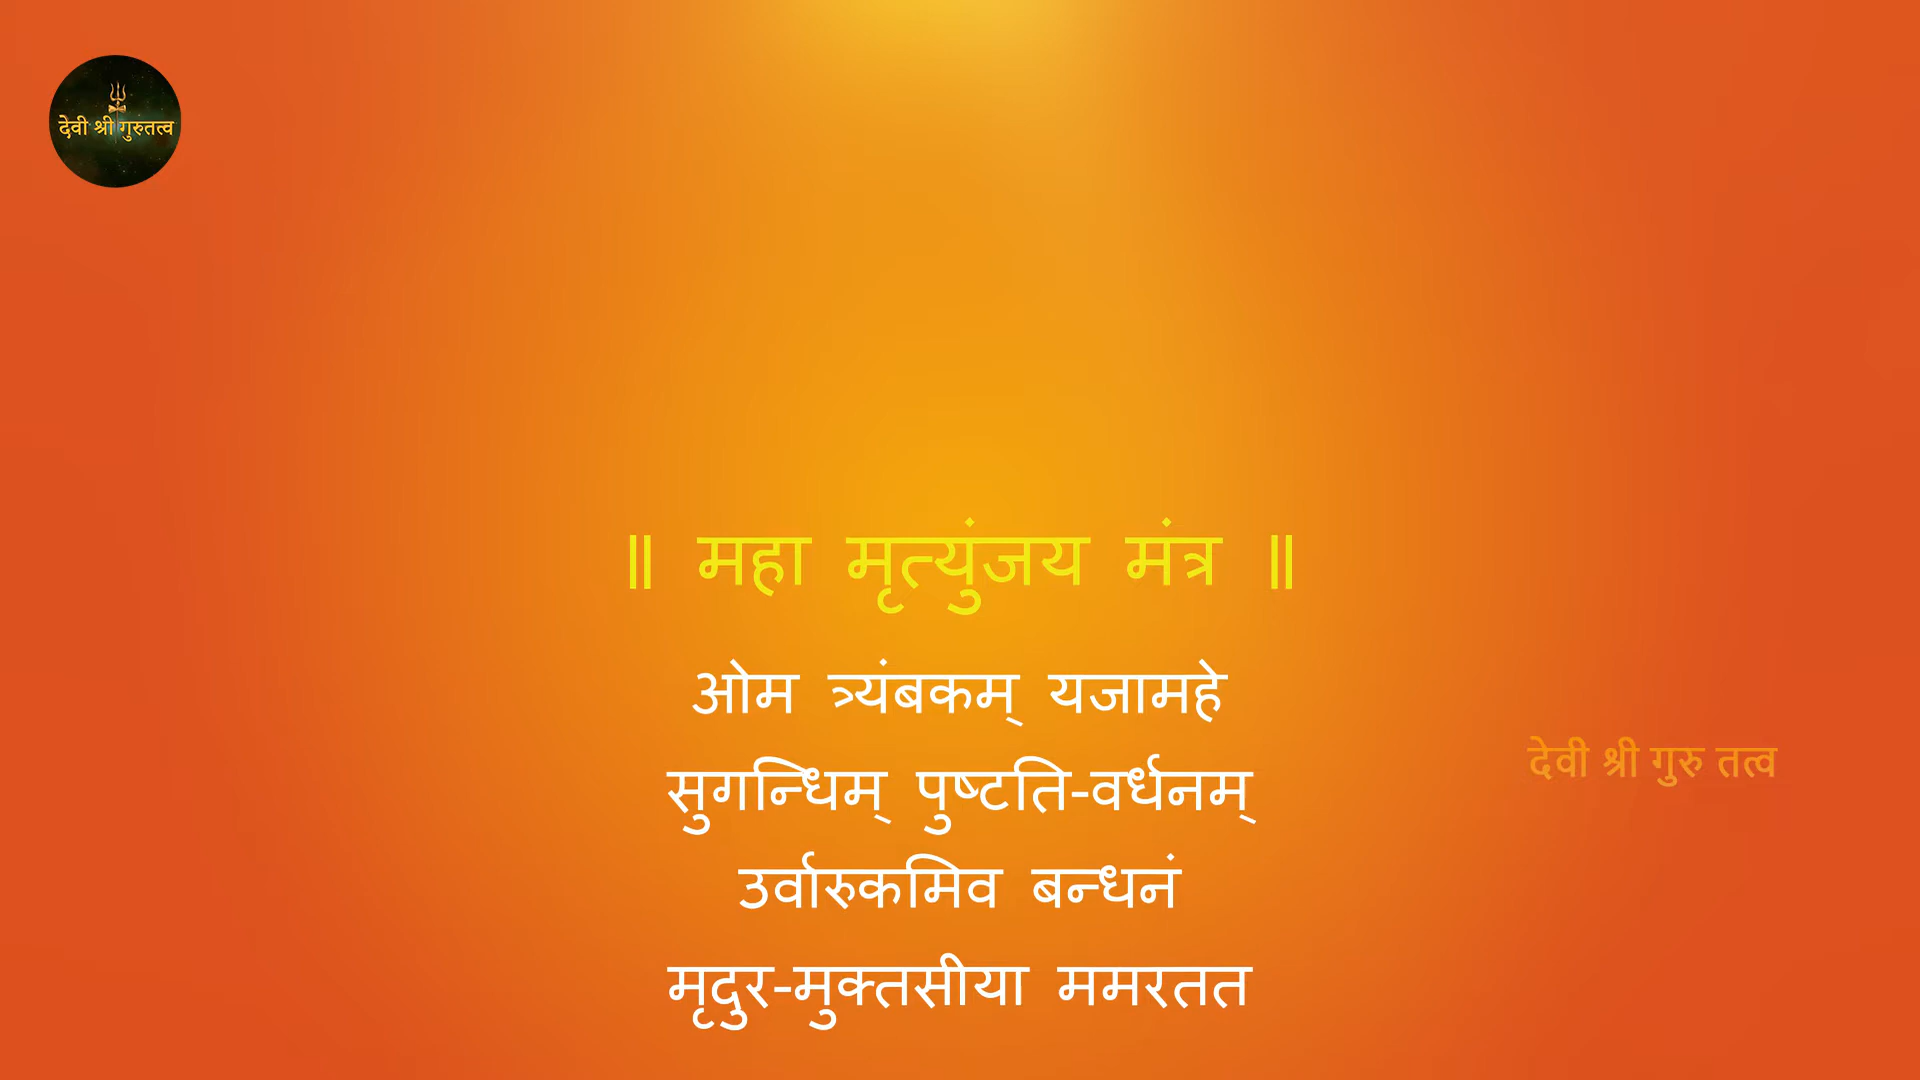 देवी श्री गुरुतत्व
॥ महा मृत्युंजय मंत्र ॥
ओम त्र्यंबकम् यजामहे
सुगन्धिम् पुष्टति-वर्धनम्
देवी श्री गुरु तत्व
उर्वारुकमिव बन्धनं
मृदुर-मुक्तसीया ममरतत